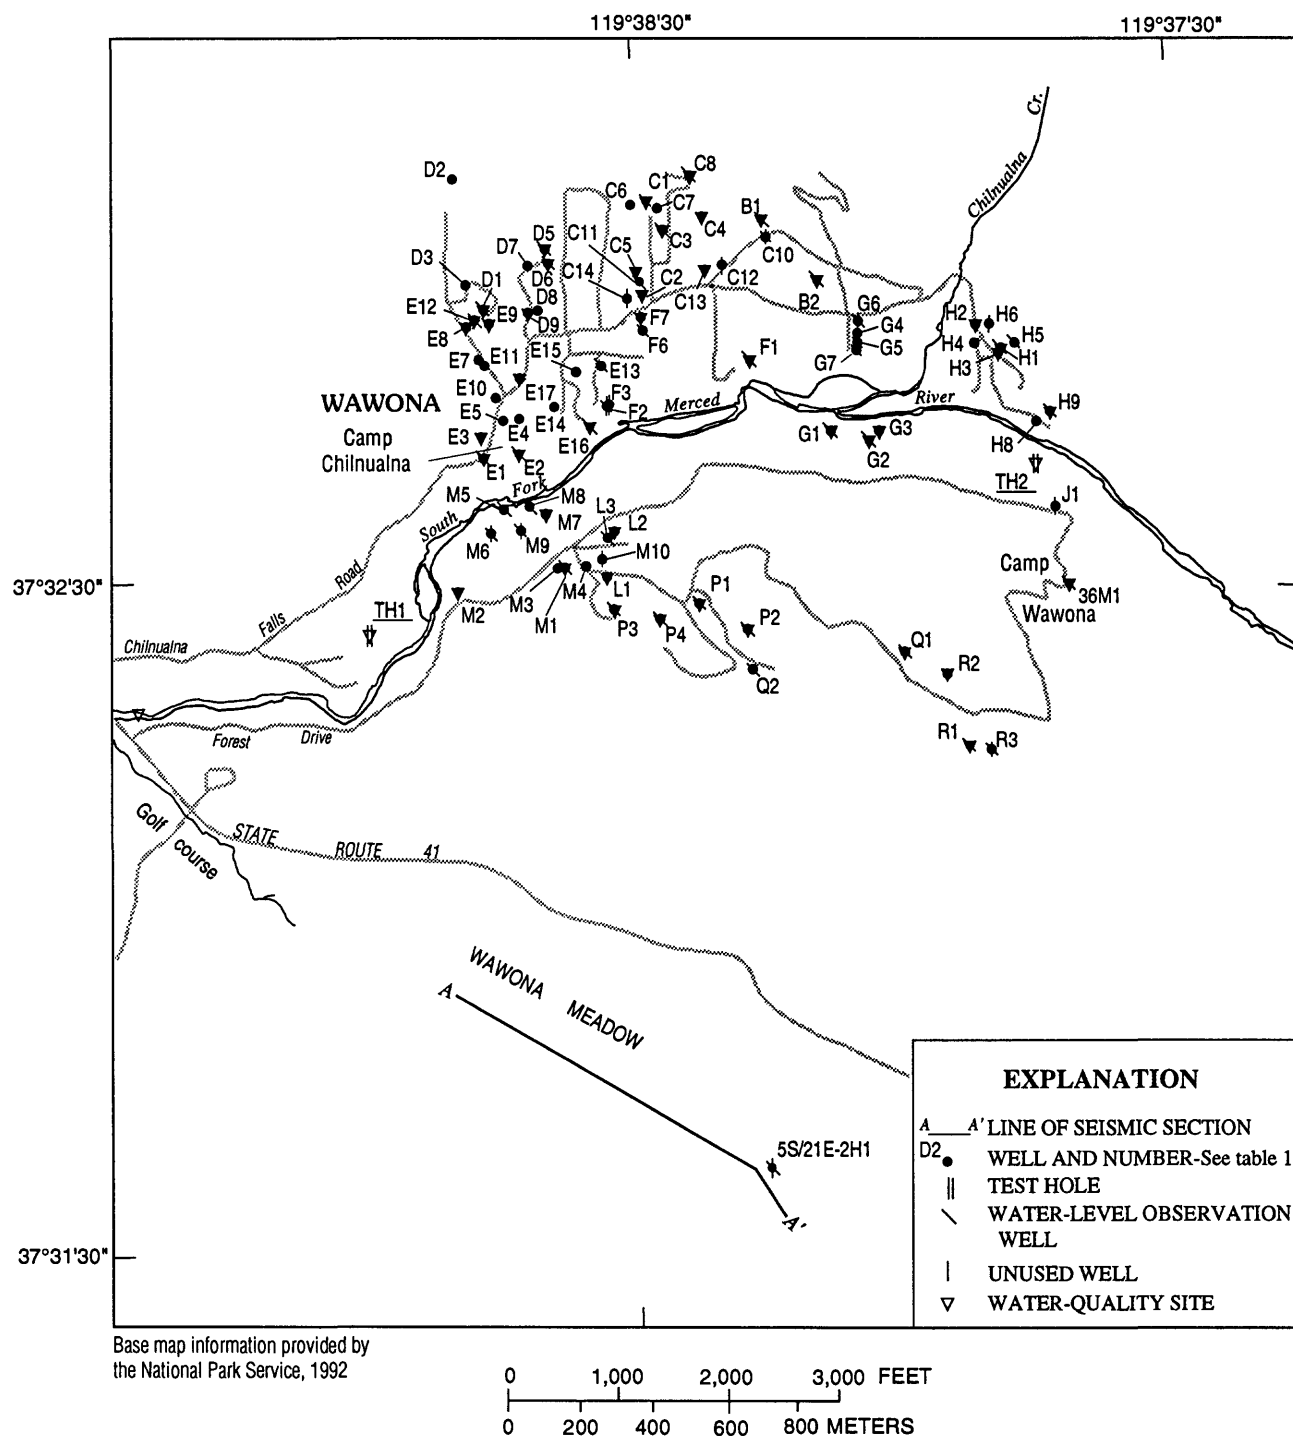 119°38'30"
119°37'30"
Cr.
Chilnualna
D2
C8
C1
C6
C7
B1
C4
C3
C10
D5
D7
C11
C5
D3
D6
C14
C2
C12
D1
C13
B2
E12
D8
E9
D9
G6
H2
H6
E8
F7
G4
H4
H5
E15
F6
G5
H1
E7
E11
F1
G7
H3
E13
E10
E17
F3
WAWONA
Merced
River
F2
H9
E5
E14
Camp
E4
G1
G3
E3
E16
H8
Chilnualna
G2
E1
E2
TH2
Fork
M5
M8
J1
L3
L2
South
M7
M6
M9
M10
Camp
37°32'30"
Road
L1
P1
36M1
M3
M4
TH1
M2
Wawona
Falls
M1
P3
P4
P2
Chilnualna
Q1
R2
Q2
Forest
Drive
R1
R3
Golf
course
STATE
ROUTE
41
WAWONA
MEADOW
A
EXPLANATION
A A' LINE OF SEISMIC SECTION
D2 WELL AND NUMBER-See table 1
5S/21E-2H1
TEST HOLE
WATER-LEVEL OBSERVATION
WELL
A'
37°31'30"
UNUSED WELL
WATER-QUALITY SITE
Base map information provided by
the National Park Service, 1992
0 1,000 2,000 3,000 FEET
0 200 400 600 800 METERS